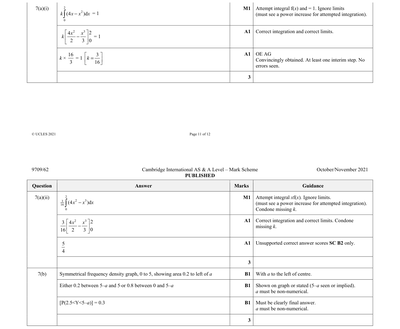 7(a)(i)
k∫(4x − x²)dx = 1
M1
Attempt integral f(x) and = 1. Ignore limits
(must see a power increase for attempted integration).
k[4x²/2 − x³/3] 2 0 = 1
A1
Correct integration and correct limits.
k × 16/3 = 1 [k = 3/16]
A1
OE AG
Convincingly obtained. At least one interim step. No
errors seen.
3
© UCLES 2021
Page 11 of 12
9709/62
Cambridge International AS & A Level – Mark Scheme
PUBLISHED
October/November 2021
Question
Answer
Marks
Guidance
7(a)(ii)
∫(4x² − x³)dx
M1
Attempt integral xf(x). Ignore limits.
(must see a power increase for attempted integration).
Condone missing k.
A1
Correct integration and correct limits. Condone
missing k.
5/4
A1
Unsupported correct answer scores SC B2 only.
3
7(b)
Symmetrical frequency density graph, 0 to 5, showing area 0.2 to left of a
B1
With a to the left of centre.
Either 0.2 between 5–a and 5 or 0.8 between 0 and 5–a
B1
Shown on graph or stated (5–a seen or implied).
a must be non-numerical.
[P(2.5<Y<5–a)] = 0.3
B1
Must be clearly final answer.
a must be non-numerical.
3